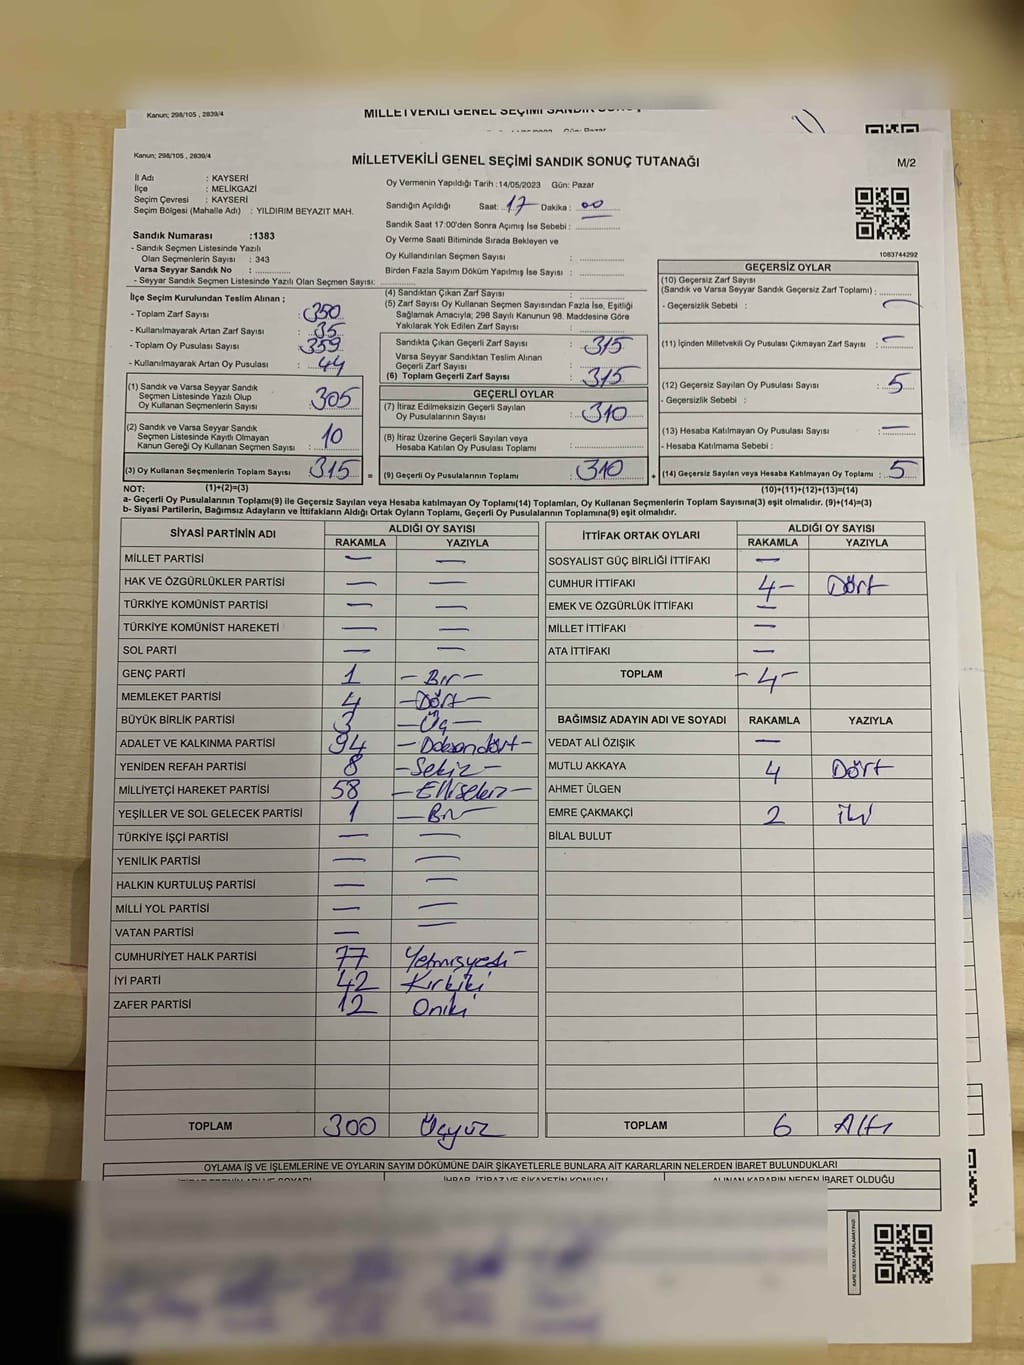 Kanun; 298/105 , 2839/4
MİLLETVEKİLİ GENEL SEÇİMİ SANDIK
Kanun; 298/105 , 2839/4
MİLLETVEKİLİ GENEL SEÇİMİ SANDIK SONUÇ TUTANAĞI
M/2
İl Adı : KAYSERİ
İlçe : MELİKGAZİ
Seçim Çevresi : KAYSERİ
Seçim Bölgesi (Mahalle Adı) : YILDIRIM BEYAZIT MAH.
Oy Vermenin Yapıldığı Tarih :14/05/2023 Gün: Pazar
Sandığın Açıldığı Saat: 17 Dakika : 00
Sandık Saat 17:00'den Sonra Açımış İse Sebebi :
Oy Verme Saati Bitiminde Sırada Bekleyen ve
Oy Kullandırılan Seçmen Sayısı :
Birden Fazla Sayım Döküm Yapılmış İse Sayısı :
Sandık Numarası :1383
- Sandık Seçmen Listesinde Yazılı
Olan Seçmenlerin Sayısı : 343
Varsa Seyyar Sandık No :
- Seyyar Sandık Seçmen Listesinde Yazılı Olan Seçmen Sayısı:
1083744292
İlçe Seçim Kurulundan Teslim Alınan ;
- Toplam Zarf Sayısı : 350
- Kullanılmayarak Artan Zarf Sayısı : 35
- Toplam Oy Pusulası Sayısı : 359
- Kullanılmayarak Artan Oy Pusulası : 44
(1) Sandık ve Varsa Seyyar Sandık
Seçmen Listesinde Yazılı Olup
Oy Kullanan Seçmenlerin Sayısı : 305
(2) Sandık ve Varsa Seyyar Sandık
Seçmen Listesinde Kayıtlı Olmayan
Kanun Gereği Oy Kullanan Seçmen Sayısı : 10
(3) Oy Kullanan Seçmenlerin Toplam Sayısı : 315 =
(4) Sandıktan Çıkan Zarf Sayısı :
(5) Zarf Sayısı Oy Kullanan Seçmen Sayısından Fazla İse, Eşitliği
Sağlamak Amacıyla; 298 Sayılı Kanunun 98. Maddesine Göre
Yakılarak Yok Edilen Zarf Sayısı :
Sandıkta Çıkan Geçerli Zarf Sayısı : 315
Varsa Seyyar Sandıktan Teslim Alınan
Geçerli Zarf Sayısı :
(6) Toplam Geçerli Zarf Sayısı : 315
GEÇERLİ OYLAR
(7) İtiraz Edilmeksizin Geçerli Sayılan
Oy Pusulalarının Sayısı : 310
(8) İtiraz Üzerine Geçerli Sayılan veya
Hesaba Katılan Oy Pusulası Toplamı :
(9) Geçerli Oy Pusulalarının Toplamı : 310 +
GEÇERSİZ OYLAR
(10) Geçersiz Zarf Sayısı
(Sandık ve Varsa Seyyar Sandık Geçersiz Zarf Toplamı) :
- Geçersizlik Sebebi : —
(11) İçinden Milletvekili Oy Pusulası Çıkmayan Zarf Sayısı : —
(12) Geçersiz Sayılan Oy Pusulası Sayısı : 5
- Geçersizlik Sebebi :
(13) Hesaba Katılmayan Oy Pusulası Sayısı : —
- Hesaba Katılmama Sebebi :
(14) Geçersiz Sayılan veya Hesaba Katılmayan Oy Toplamı : 5
NOT: (1)+(2)=(3) (10)+(11)+(12)+(13)=(14)
a- Geçerli Oy Pusulalarının Toplamı(9) ile Geçersiz Sayılan veya Hesaba katılmayan Oy Toplamı(14) Toplamları, Oy Kullanan Seçmenlerin Toplam Sayısına(3) eşit olmalıdır. (9)+(14)=(3)
b- Siyasi Partilerin, Bağımsız Adayların ve İttifakların Aldığı Ortak Oyların Toplamı, Geçerli Oy Pusulalarının Toplamına(9) eşit olmalıdır.
SİYASİ PARTİNİN ADI ALDIĞI OY SAYISI
RAKAMLA YAZIYLA
MİLLET PARTİSİ — —
HAK VE ÖZGÜRLÜKLER PARTİSİ — —
TÜRKİYE KOMÜNİST PARTİSİ — —
TÜRKİYE KOMÜNİST HAREKETİ — —
SOL PARTİ — —
GENÇ PARTİ 1 — Bir —
MEMLEKET PARTİSİ 4 — Dört —
BÜYÜK BİRLİK PARTİSİ 3 — Üç —
ADALET VE KALKINMA PARTİSİ 94 — Doksandört —
YENİDEN REFAH PARTİSİ 8 — Sekiz —
MİLLİYETÇİ HAREKET PARTİSİ 58 — Ellisekiz —
YEŞİLLER VE SOL GELECEK PARTİSİ 1 — Bir
TÜRKİYE İŞÇİ PARTİSİ — —
YENİLİK PARTİSİ — —
HALKIN KURTULUŞ PARTİSİ — —
MİLLİ YOL PARTİSİ — —
VATAN PARTİSİ — —
CUMHURİYET HALK PARTİSİ 77 Yetmişyedi —
İYİ PARTİ 42 Kırkiki
ZAFER PARTİSİ 12 Oniki
TOPLAM 300 Üçyüz
İTTİFAK ORTAK OYLARI ALDIĞI OY SAYISI
RAKAMLA YAZIYLA
SOSYALİST GÜÇ BİRLİĞİ İTTİFAKI —
CUMHUR İTTİFAKI 4 — Dört
EMEK VE ÖZGÜRLÜK İTTİFAKI —
MİLLET İTTİFAKI —
ATA İTTİFAKI —
TOPLAM - 4 -
BAĞIMSIZ ADAYIN ADI VE SOYADI RAKAMLA YAZIYLA
VEDAT ALİ ÖZIŞIK —
MUTLU AKKAYA 4 Dört
AHMET ÜLGEN
EMRE ÇAKMAKÇİ 2 iki
BİLAL BULUT
TOPLAM 6 Altı
OYLAMA İŞ VE İŞLEMLERİNE VE OYLARIN SAYIM DÖKÜMÜNE DAİR ŞİKAYETLERLE BUNLARA AİT KARARLARIN NELERDEN İBARET BULUNDUKLARI
İHBAR, İTİRAZ VE ŞİKAYETİN KONUSU ALINAN KARARIN NEDEN İBARET OLDUĞU